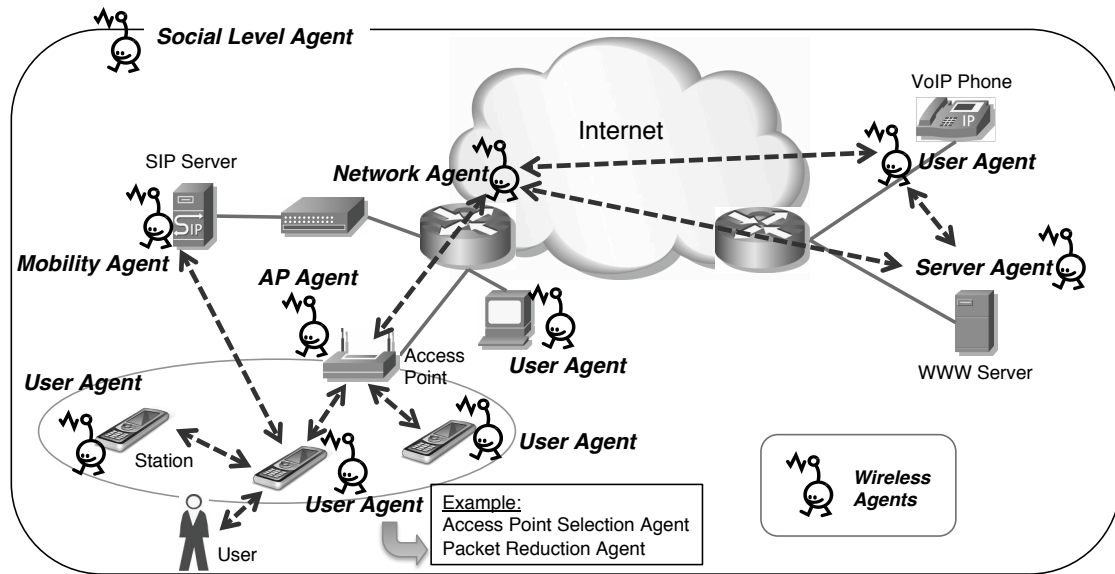 Social Level Agent
VoIP Phone
IP
Internet
SIP Server
Network Agent
User Agent
SIP
Mobility Agent
AP Agent
Server Agent
Access
Point
User Agent
WWW Server
User Agent
Station
User Agent
User Agent
User
Example:
Access Point Selection Agent
Packet Reduction Agent
Wireless
Agents